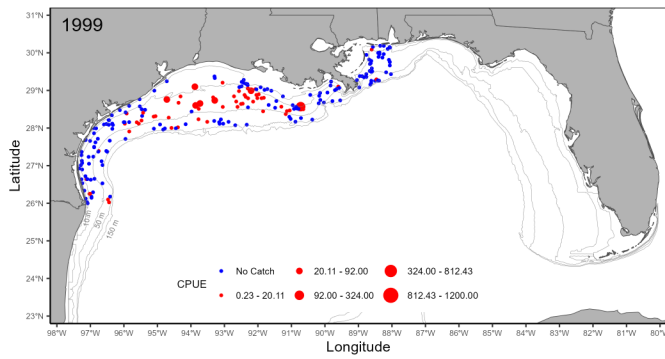 1999
31°N
30°N
29°N
28°N
27°N
26°N
25°N
24°N
23°N
Latitude
10 m
50 m
150 m
CPUE
No Catch
20.11 - 92.00
324.00 - 812.43
0.23 - 20.11
92.00 - 324.00
812.43 - 1200.00
98°W 97°W 96°W 95°W 94°W 93°W 92°W 91°W 90°W 89°W 88°W 87°W 86°W 85°W 84°W 83°W 82°W 81°W
Longitude